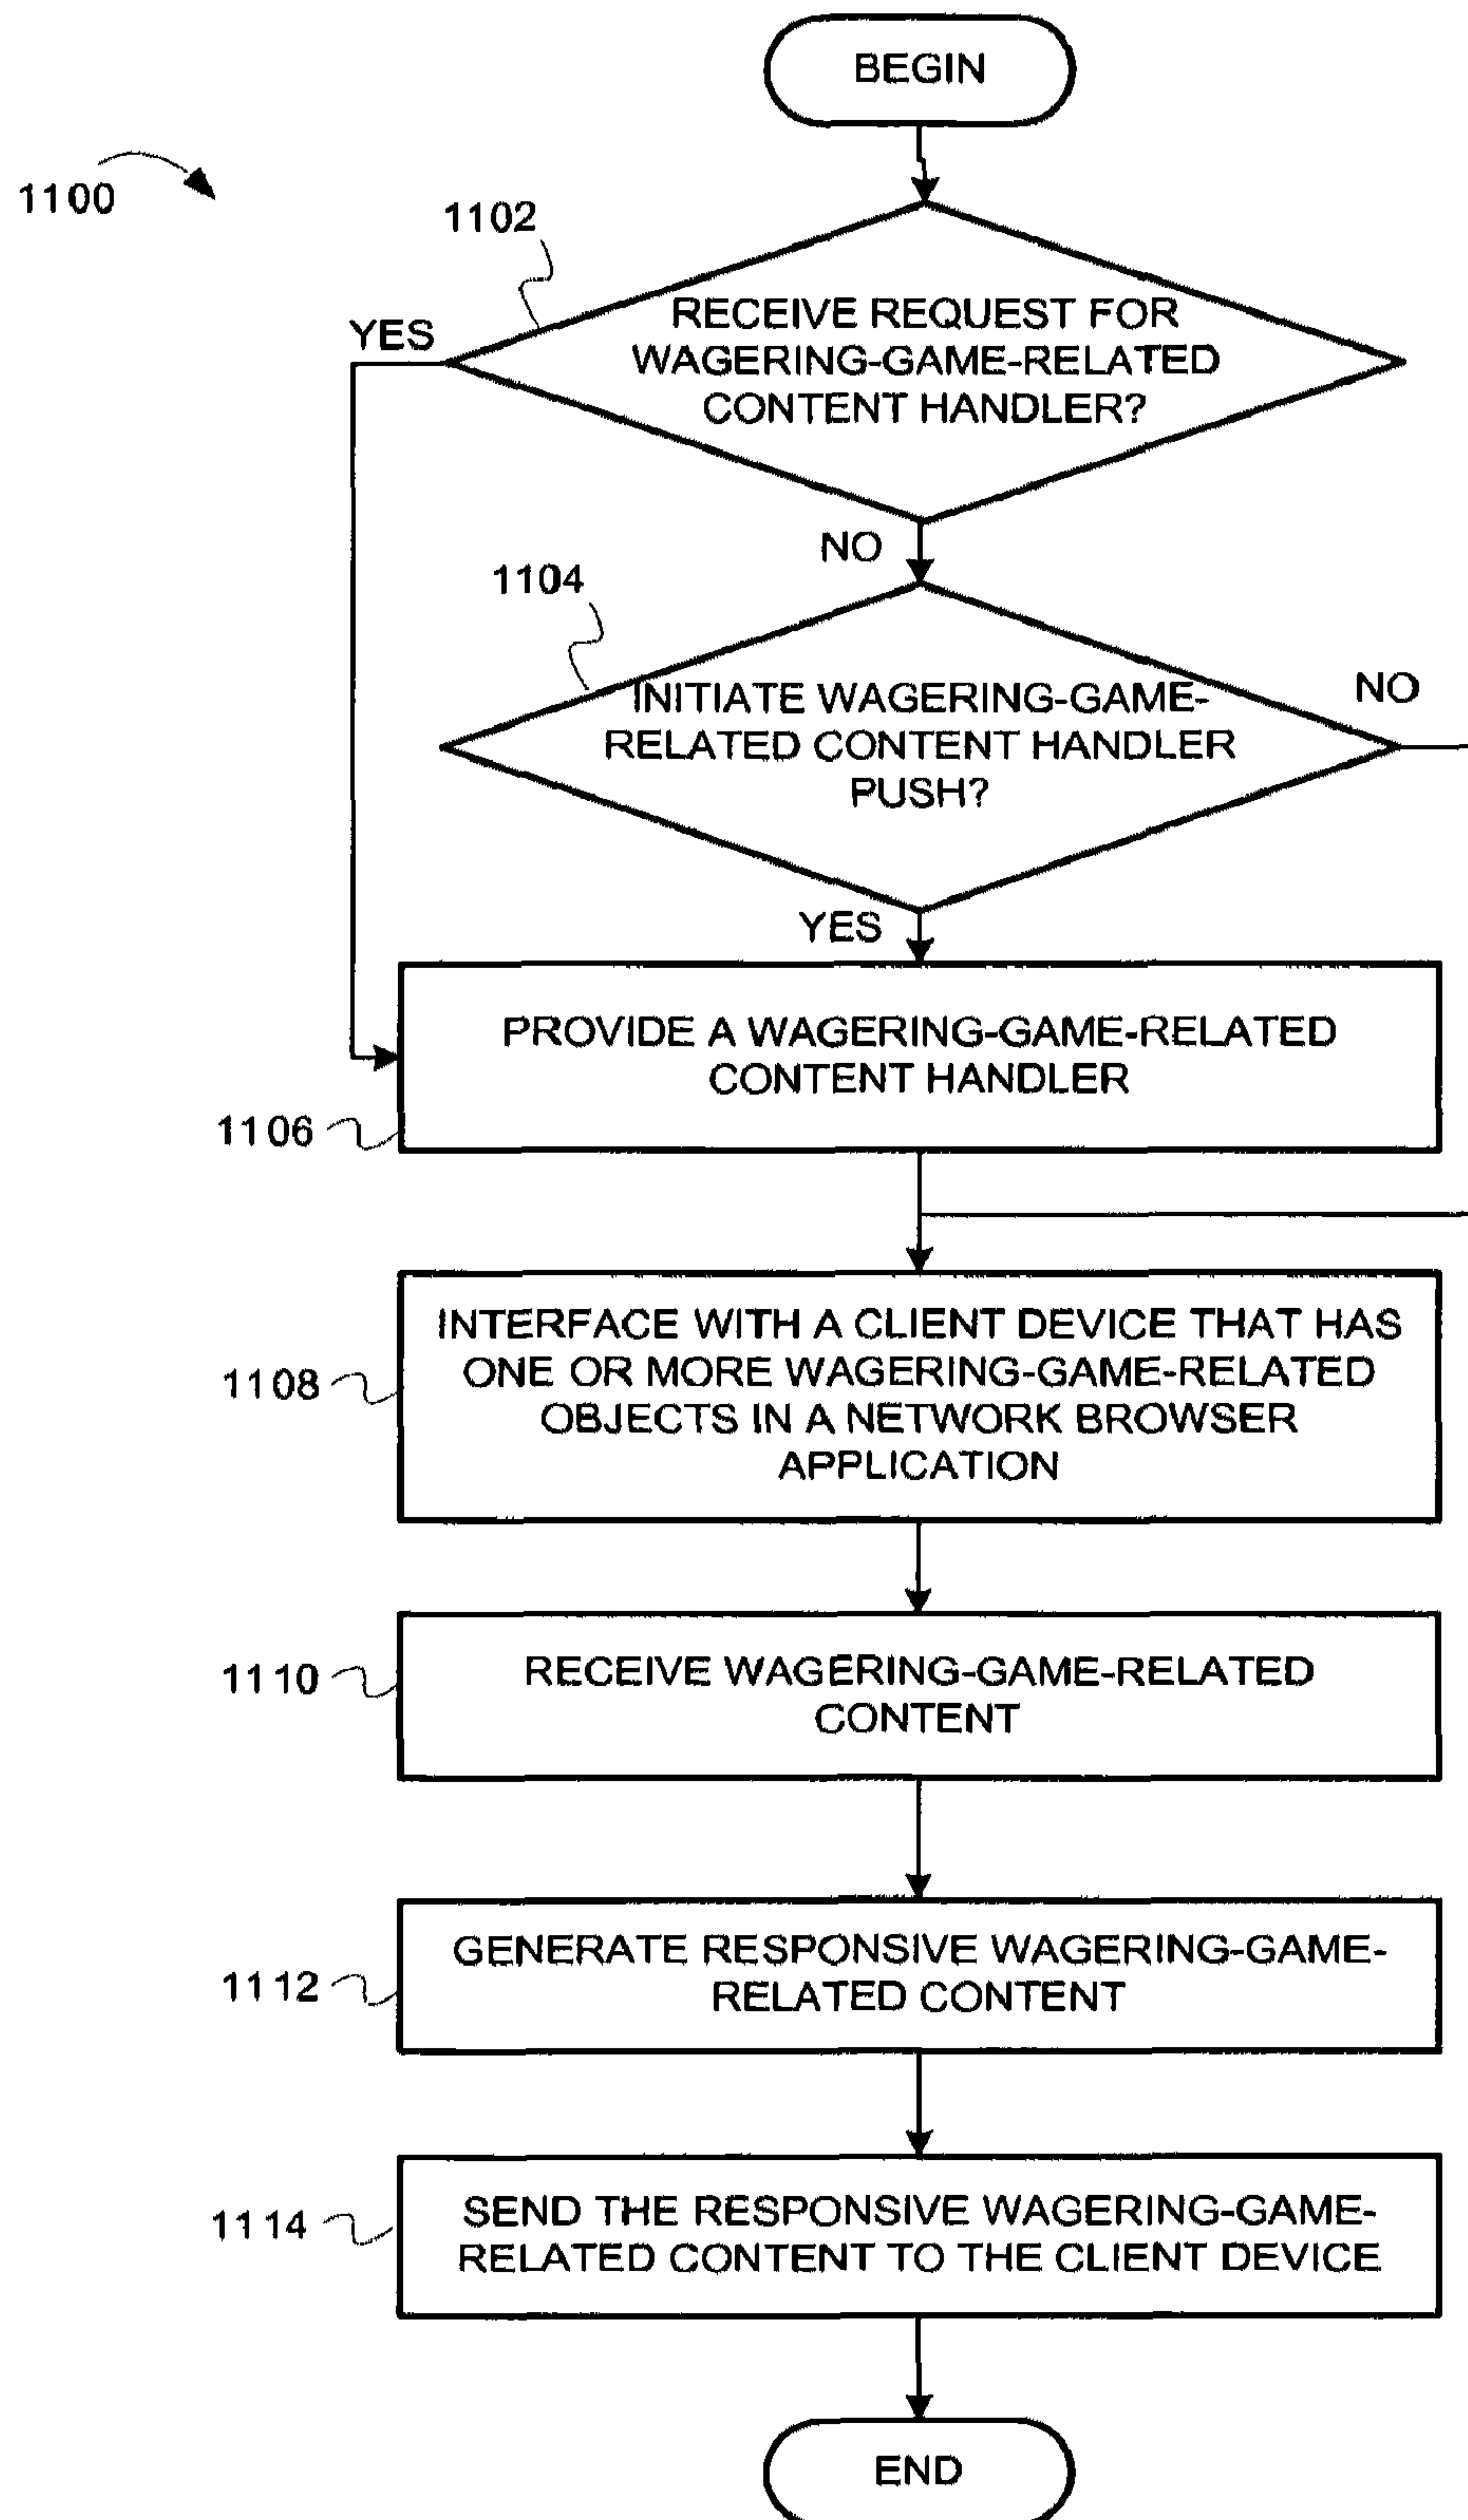 BEGIN
1100
1102
YES
RECEIVE REQUEST FOR
WAGERING-GAME-RELATED
CONTENT HANDLER?
NO
1104
INITIATE WAGERING-GAME-
RELATED CONTENT HANDLER
PUSH?
NO
YES
PROVIDE A WAGERING-GAME-RELATED
CONTENT HANDLER
1106
INTERFACE WITH A CLIENT DEVICE THAT HAS
ONE OR MORE WAGERING-GAME-RELATED
OBJECTS IN A NETWORK BROWSER
APPLICATION
1108
RECEIVE WAGERING-GAME-RELATED
CONTENT
1110
GENERATE RESPONSIVE WAGERING-GAME-
RELATED CONTENT
1112
SEND THE RESPONSIVE WAGERING-GAME-
RELATED CONTENT TO THE CLIENT DEVICE
1114
END